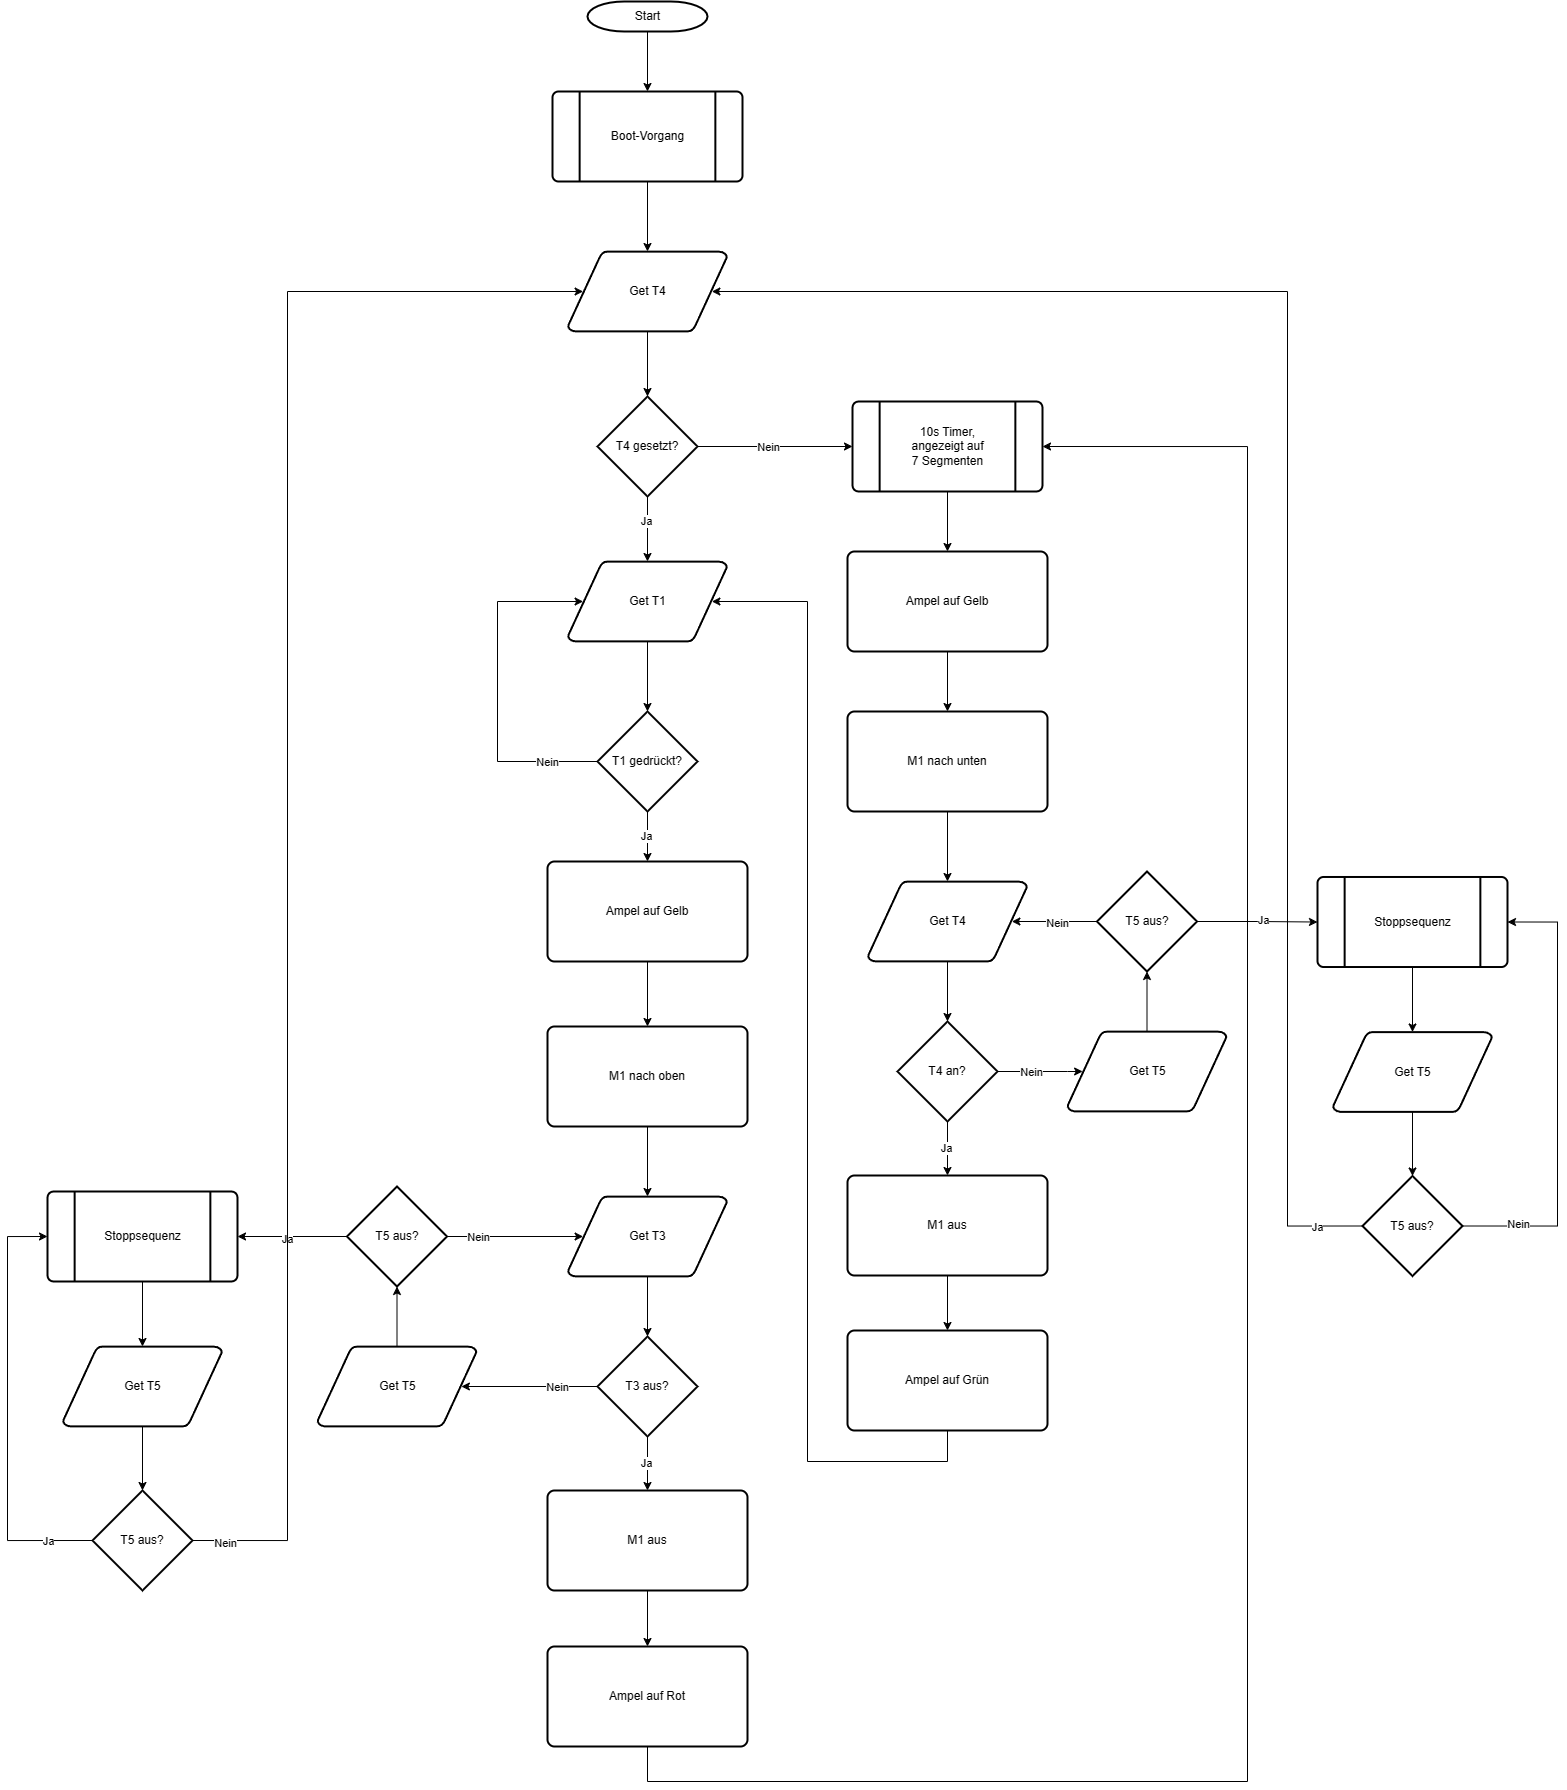 Start
Boot-Vorgang
Get T4
T4 gesetzt?
Nein
10s Timer,
angezeigt auf
7 Segmenten
Ja
Get T1
Ampel auf Gelb
T1 gedrückt?
Nein
M1 nach unten
Ja
Ampel auf Gelb
Get T4
Nein
T5 aus?
Ja
Stoppsequenz
M1 nach oben
T4 an?
Nein
Get T5
Get T5
Ja
Stoppsequenz
Ja
T5 aus?
Nein
Get T3
M1 aus
Ja
T5 aus?
Nein
Get T5
Get T5
Nein
T3 aus?
Ampel auf Grün
Ja
Ja
T5 aus?
Nein
M1 aus
Ampel auf Rot